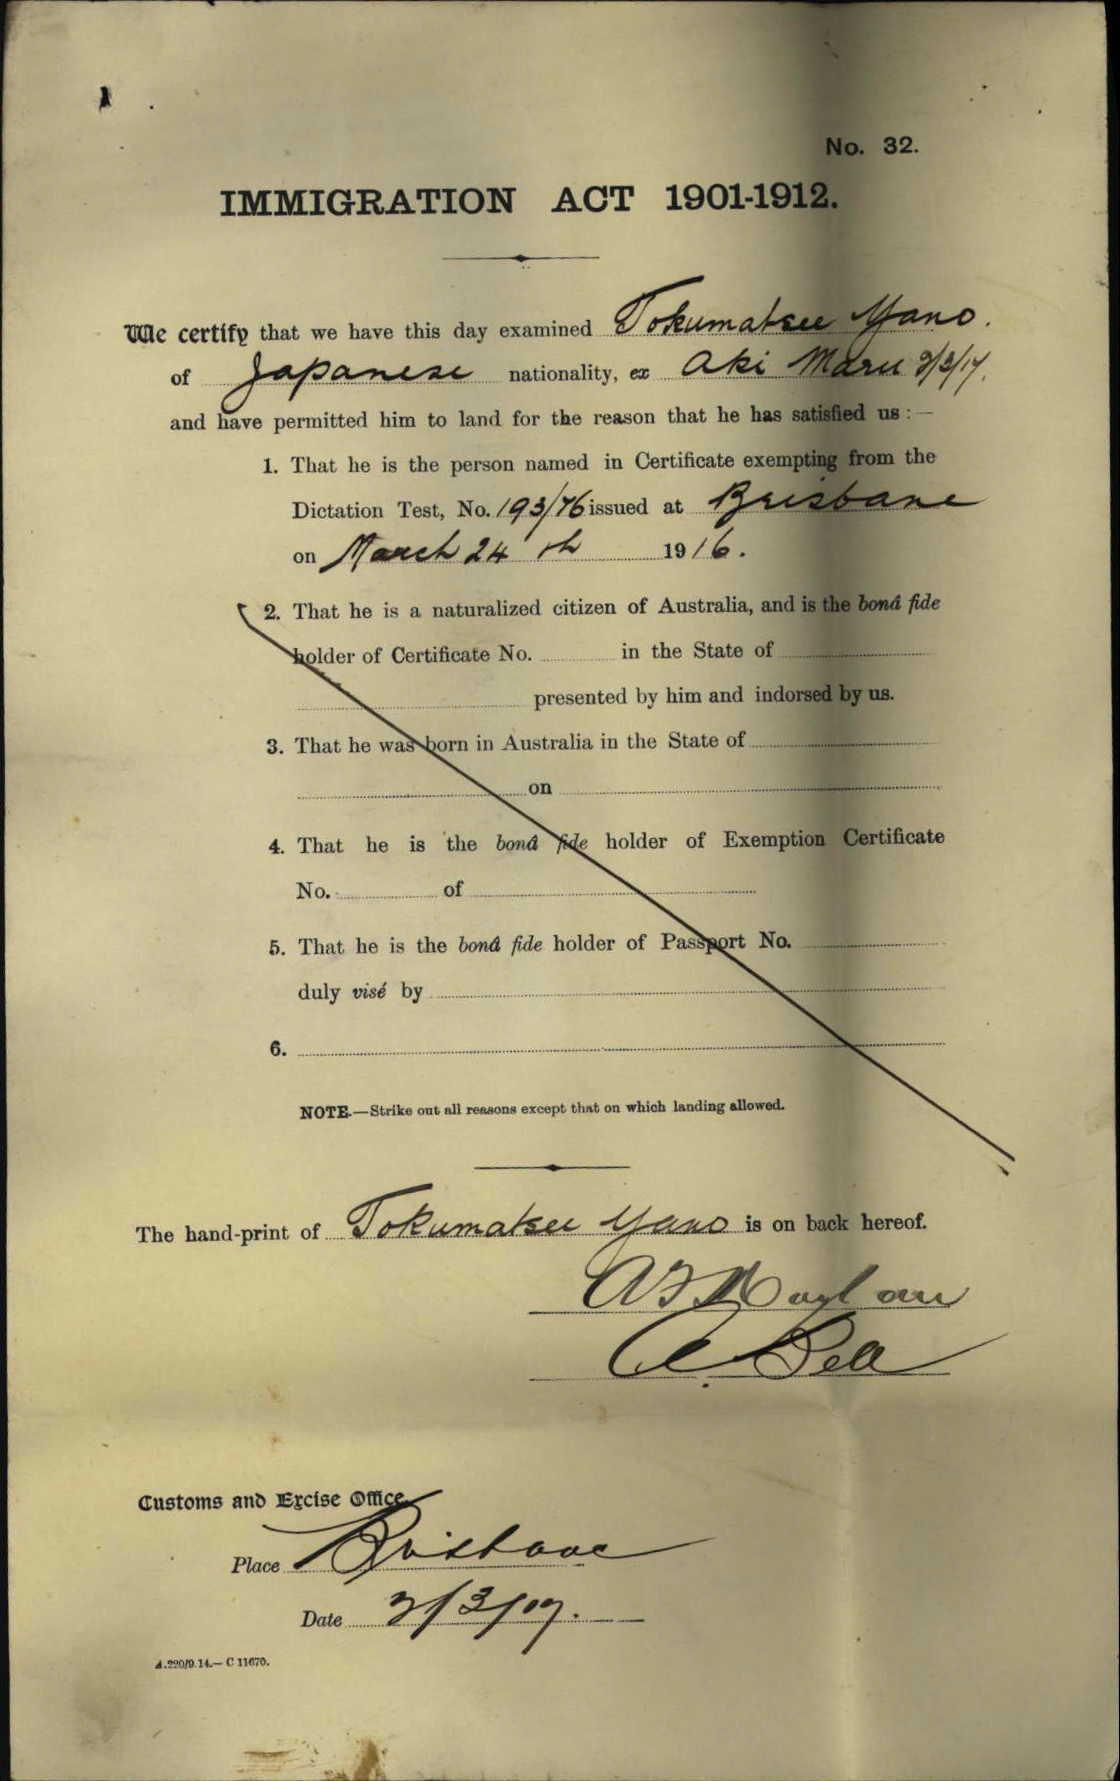 No. 32.
IMMIGRATION ACT 1901-1912.
We certify that we have this day examined Tokumatsu Yano.
of Japanese nationality, ex Aki Maru
and have permitted him to land for the reason that he has satisfied us :—
1. That he is the person named in Certificate exempting from the
Dictation Test, No. 193/76 issued at Brisbane
on March 24th 1916.
2. That he is a naturalized citizen of Australia, and is the bonâ fide
holder of Certificate No. in the State of
presented by him and indorsed by us.
3. That he was born in Australia in the State of
on
4. That he is the bonâ fide holder of Exemption Certificate
No. of
5. That he is the bonâ fide holder of Passport No.
duly visé by
6.
NOTE.—Strike out all reasons except that on which landing allowed.
The hand-print of Tokumatsu Yano is on back hereof.
Bell
Customs and Excise Office,
Place Brisbane
Date
A.220/9.14.— C 11670.